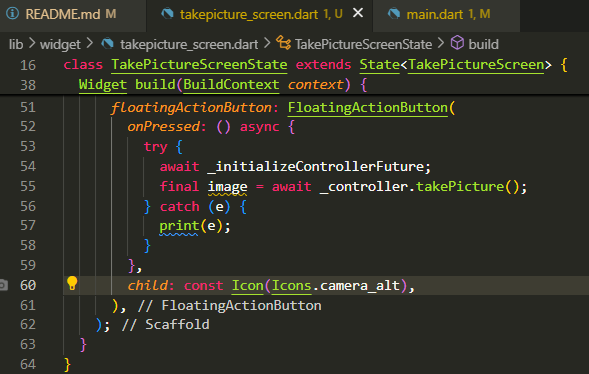 README.md M
takepicture_screen.dart 1, U
main.dart 1, M
lib > widget > takepicture_screen.dart > TakePictureScreenState > build
16 class TakePictureScreenState extends State<TakePictureScreen> {
38 Widget build(BuildContext context) {
51 floatingActionButton: FloatingActionButton(
52 onPressed: () async {
53 try {
54 await _initializeControllerFuture;
55 final image = await _controller.takePicture();
56 } catch (e) {
57 print(e);
58 }
59 },
60 child: const Icon(Icons.camera_alt),
61 ), // FloatingActionButton
62 ); // Scaffold
63 }
64 }